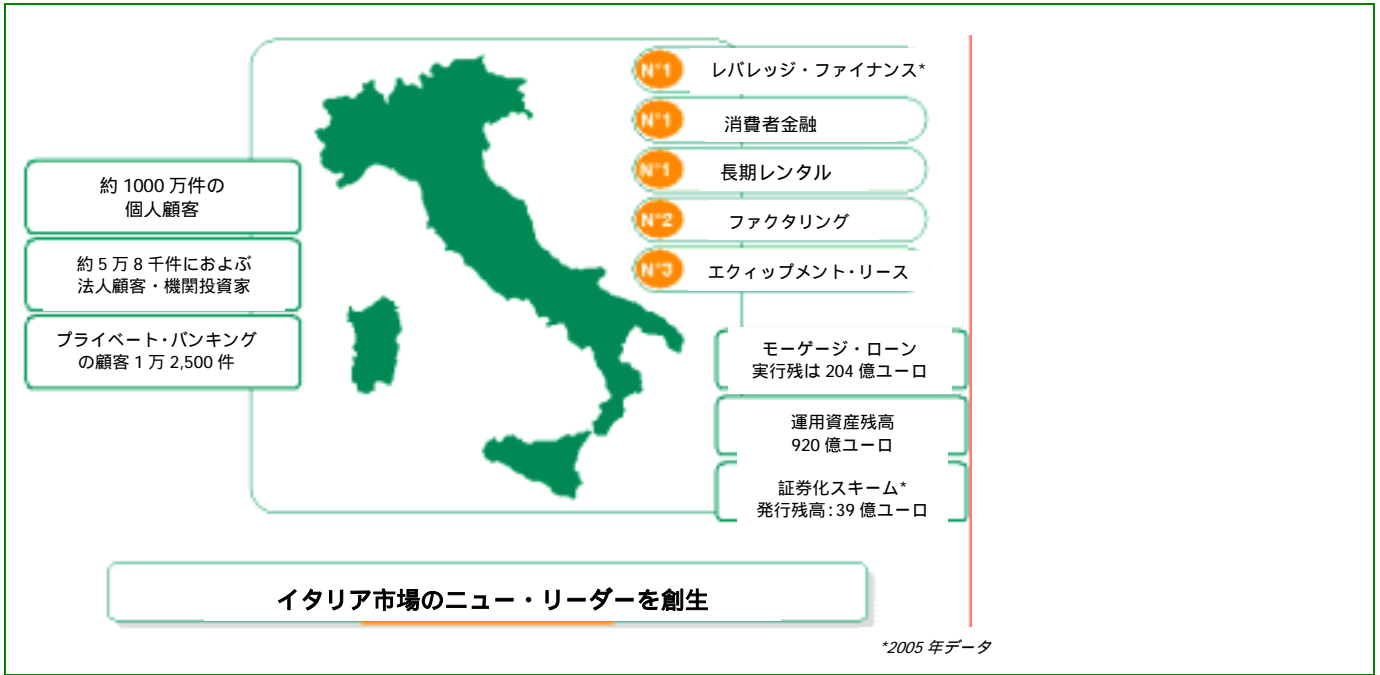 N°1 レバレッジ・ファイナンス*
N°1 消費者金融
N°1 長期レンタル
N°2 ファクタリング
N°3 エクィップメント・リース
約 1000 万件の
個人顧客
約 5 万 8 千件におよぶ
法人顧客・機関投資家
プライベート・バンキング
の顧客 1 万 2,500 件
モーゲージ・ローン
実行残は 204 億ユーロ
運用資産残高
920 億ユーロ
証券化スキーム*
発行残高：39 億ユーロ
イタリア市場のニュー・リーダーを創生
*2005 年データ